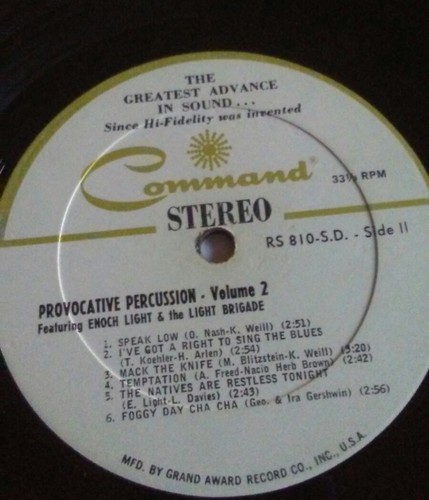 THE
GREATEST ADVANCE
IN SOUND...
Since Hi-Fidelity was invented
Command®
33⅓ RPM
STEREO
RS 810-S.D. - Side II
PROVOCATIVE PERCUSSION - Volume 2
Featuring ENOCH LIGHT & the LIGHT BRIGADE
1. SPEAK LOW (O. Nash-K. Weill) (2:51)
2. I'VE GOT A RIGHT TO SING THE BLUES
(T. Koehler-H. Arlen) (2:54)
3. MACK THE KNIFE (M. Blitzstein-K. Weill) (3:20)
4. TEMPTATION (A. Freed-Nacio Herb Brown) (2:42)
5. THE NATIVES ARE RESTLESS TONIGHT
(E. Light-L. Davies) (2:43)
6. FOGGY DAY CHA CHA (Geo. & Ira Gershwin) (2:56)
MFD. BY GRAND AWARD RECORD CO., INC., U.S.A.